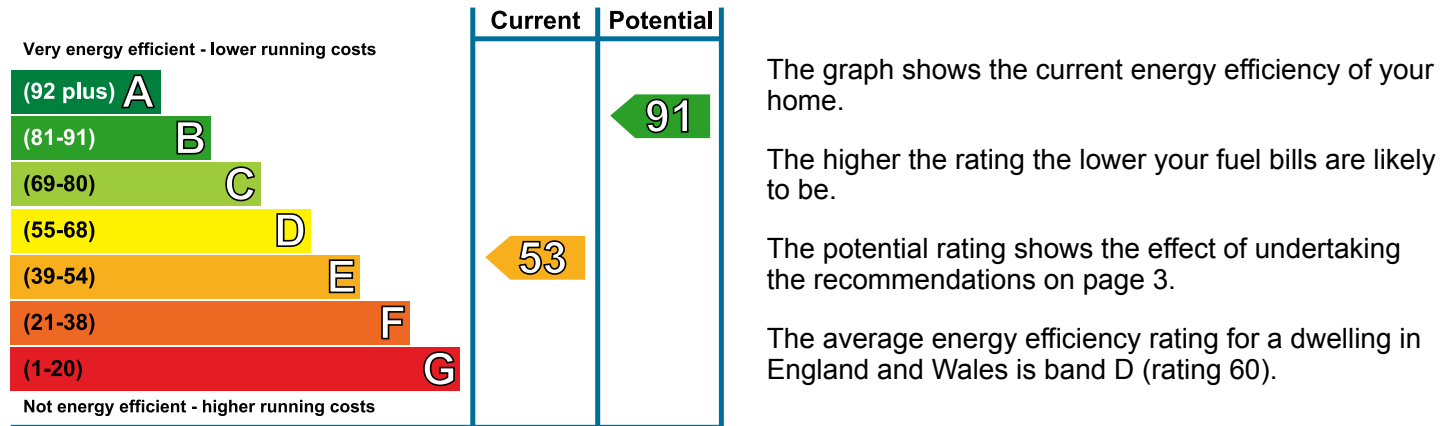 Current Potential
Very energy efficient - lower running costs
(92 plus) A
91
(81-91) B
(69-80) C
(55-68) D
53
(39-54) E
(21-38) F
(1-20) G
Not energy efficient - higher running costs
The graph shows the current energy efficiency of your
home.
The higher the rating the lower your fuel bills are likely
to be.
The potential rating shows the effect of undertaking
the recommendations on page 3.
The average energy efficiency rating for a dwelling in
England and Wales is band D (rating 60).